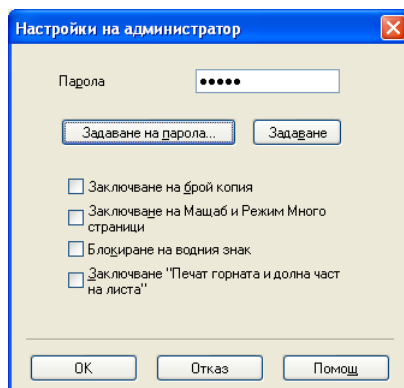 Настройки на администратор
Парола •••••
Задаване на парола... Задаване
Заключване на брой копия
Заключване на Мащаб и Режим Много
страници
Блокиране на водния знак
Заключване "Печат горната и долна част
на листа"
OK Отказ Помощ